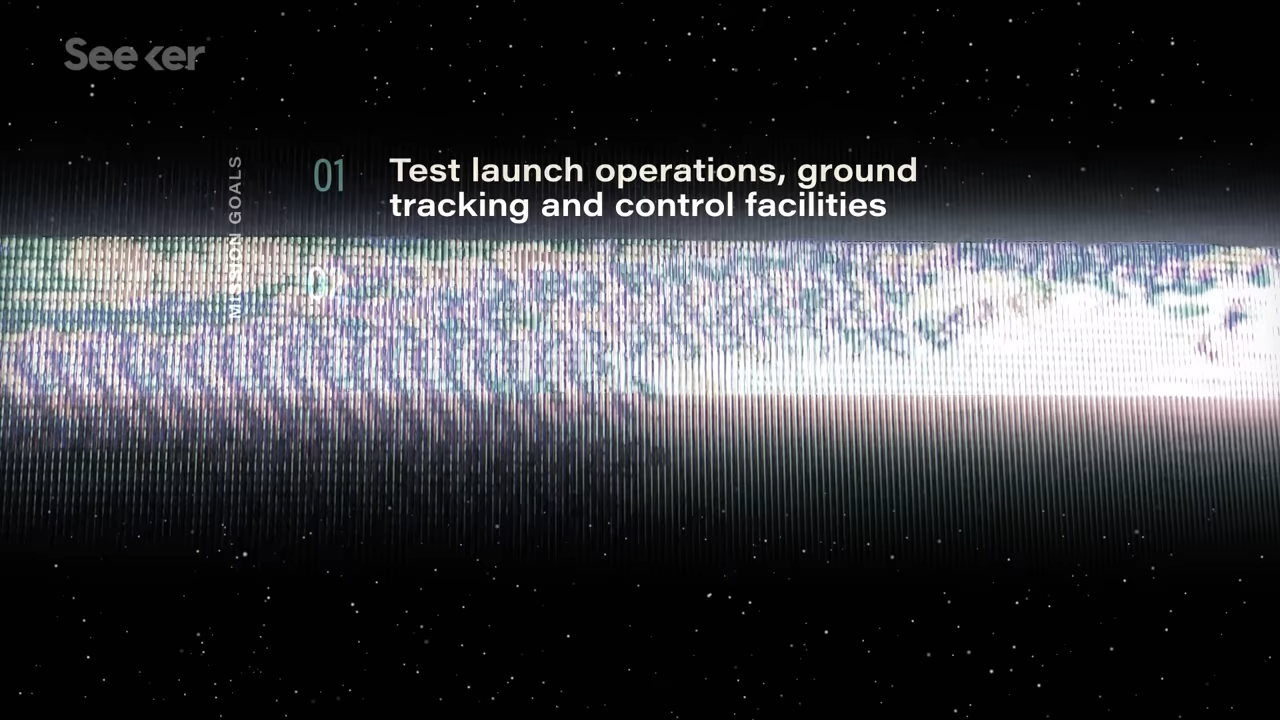 Seeker
MISSION GOALS
01
Test launch operations, ground
tracking and control facilities